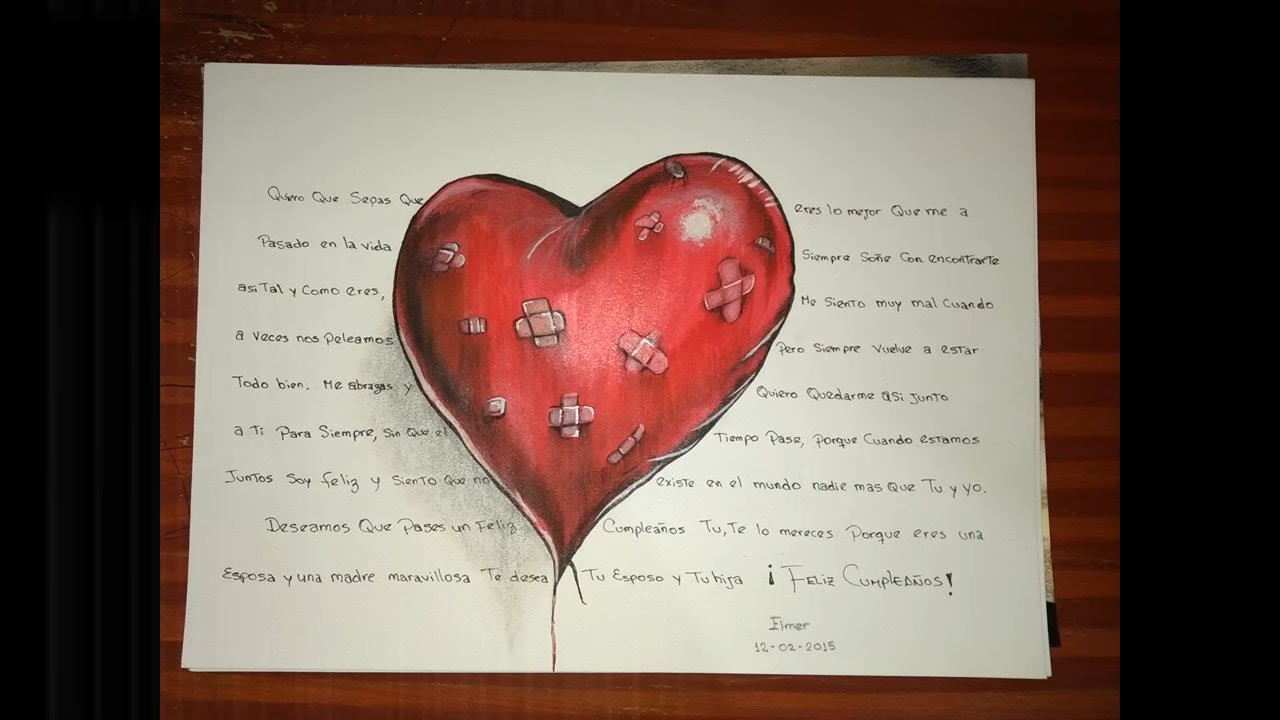 Quiero Que Sepas Que eres lo mejor Que me a
Pasado en la vida Siempre Soñe Con encontrarte
asi Tal y Como eres, Me Siento muy mal Cuando
a Veces nos Peleamos Pero Siempre Vuelve a estar
Todo bien. Me abrazas y Quiero Quedarme asi Junto
a Ti Para Siempre, Sin Que el Tiempo Pase, Porque Cuando estamos
Juntos Soy feliz y Siento Que no existe en el mundo nadie mas Que Tu y yo.
Deseamos Que Pases un Feliz Cumpleaños Tu, Te lo mereces Porque eres una
Esposa y una madre maravillosa Te desea Tu Esposo y Tu hija ¡FELIZ CUMPLEAÑOS!
Elmer
12-02-2015